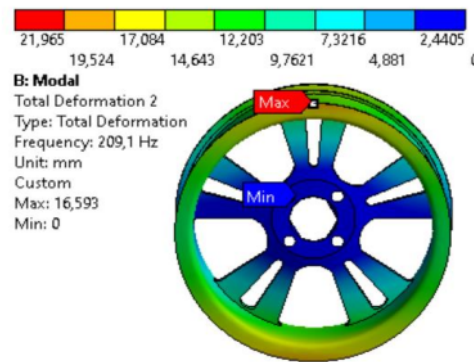 21,965 17,084 12,203 7,3216 2,4405
19,524 14,643 9,7621 4,881 0
B: Modal
Total Deformation 2
Type: Total Deformation
Frequency: 209,1 Hz
Unit: mm
Custom
Max: 16,593
Min: 0
Max
Min